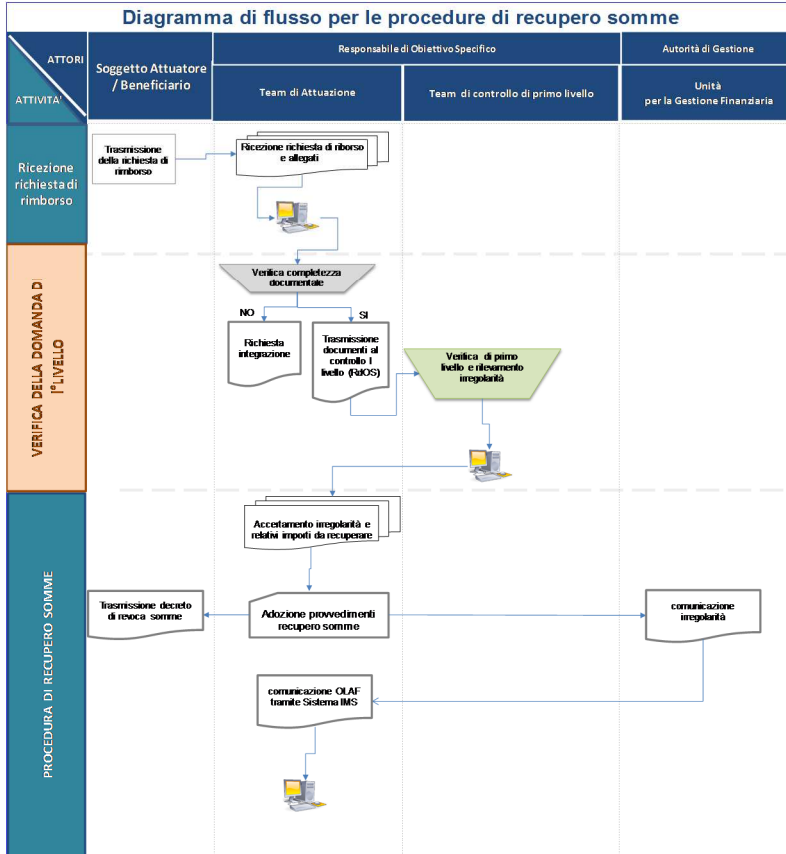 Diagramma di flusso per le procedure di recupero somme
ATTORI
ATTIVITA'
Soggetto Attuatore
/ Beneficiario
Responsabile di Obiettivo Specifico
Autorità di Gestione
Team di Attuazione
Team di controllo di primo livello
Unità
per la Gestione Finanziaria
Ricezione
richiesta di
rimborso
Trasmissione
della richiesta di
rimborso
Ricezione richiesta di riborso
e allegati
VERIFICA DELLA DOMANDA DI
I°LIVELLO
Verifica completezza
documentale
NO
SI
Richiesta
integrazione
Trasmissione
documenti al
controllo I
livello (RdOS)
Verifica di primo
livello e rilevamento
irregolarità
PROCEDURA DI RECUPERO SOMME
Accertamento irregolarità e
relativi importi da recuperare
Trasmissione decreto
di revoca somme
Adozione provvedimenti
recupero somme
comunicazione
irregolarità
comunicazione OLAF
tramite Sistema IMS